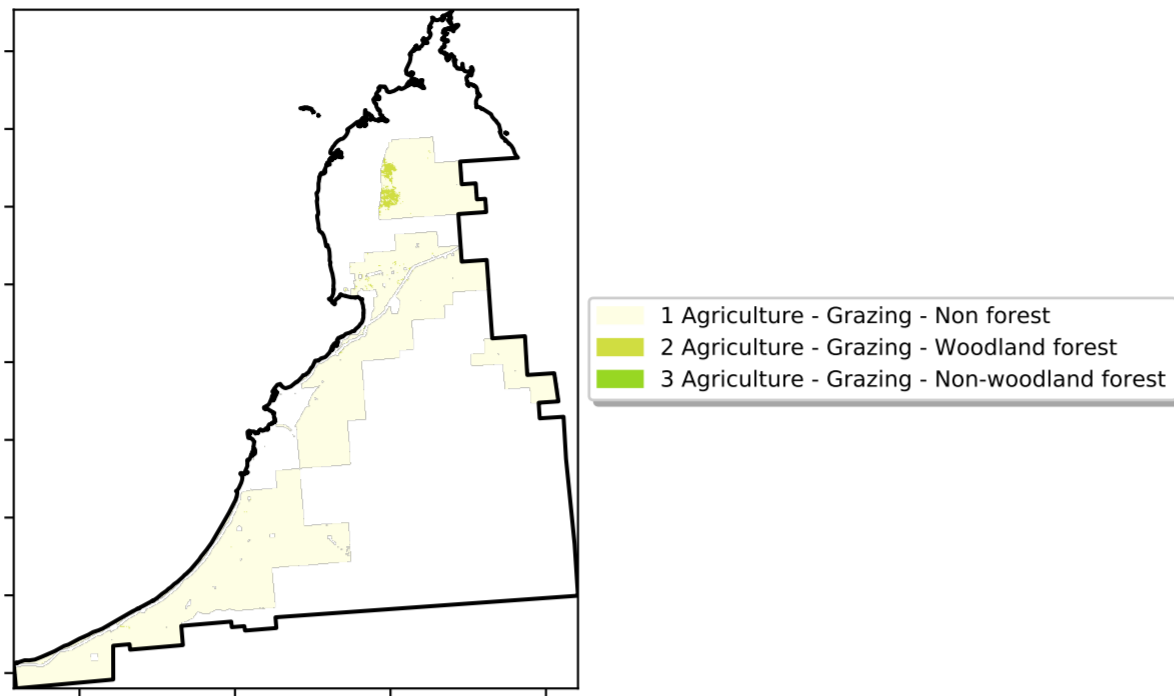 1 Agriculture - Grazing - Non forest
2 Agriculture - Grazing - Woodland forest
3 Agriculture - Grazing - Non-woodland forest